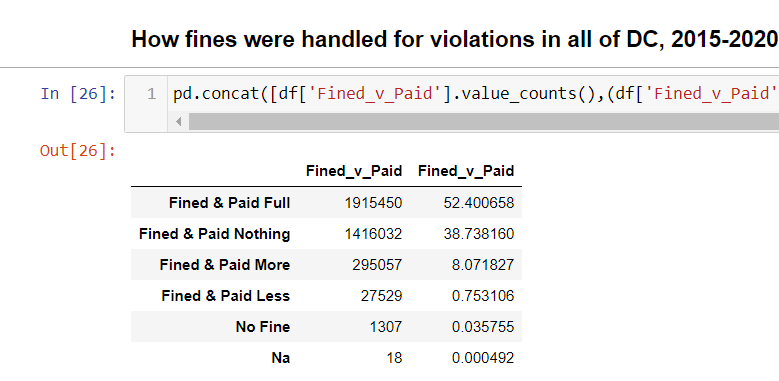 How fines were handled for violations in all of DC, 2015-2020
In [26]: 1 pd.concat([df['Fined_v_Paid'].value_counts(),(df['Fined_v_Paid'
Out[26]:
Fined_v_Paid Fined_v_Paid
Fined & Paid Full 1915450 52.400658
Fined & Paid Nothing 1416032 38.738160
Fined & Paid More 295057 8.071827
Fined & Paid Less 27529 0.753106
No Fine 1307 0.035755
Na 18 0.000492